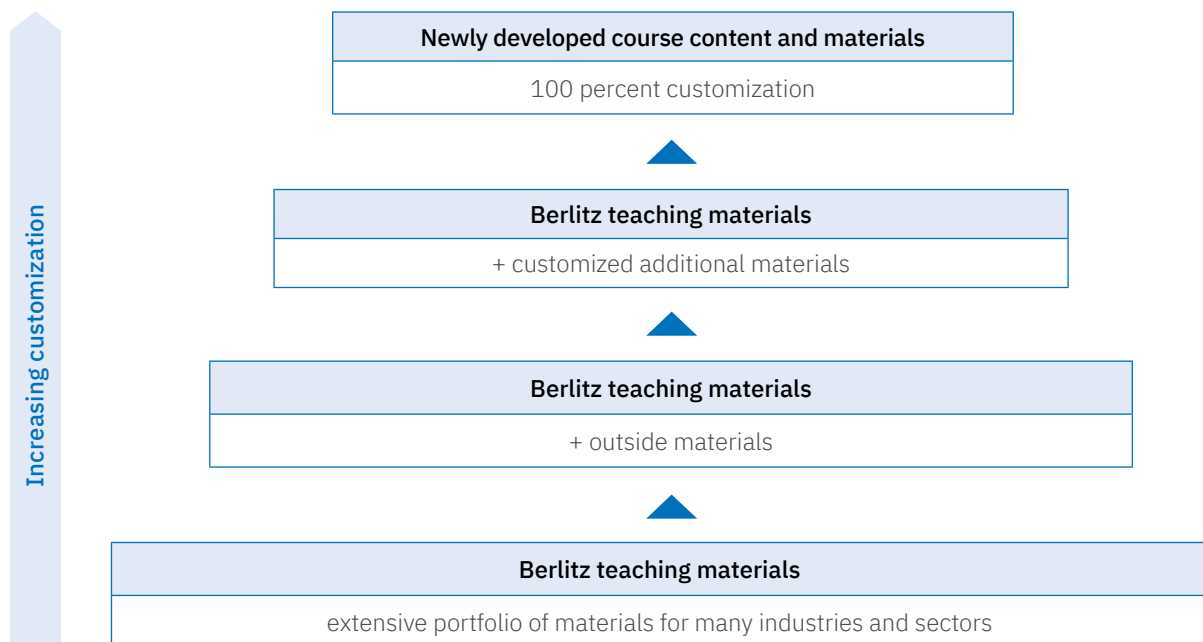 Newly developed course content and materials
100 percent customization
Berlitz teaching materials
+ customized additional materials
Berlitz teaching materials
+ outside materials
Berlitz teaching materials
extensive portfolio of materials for many industries and sectors
Increasing customization